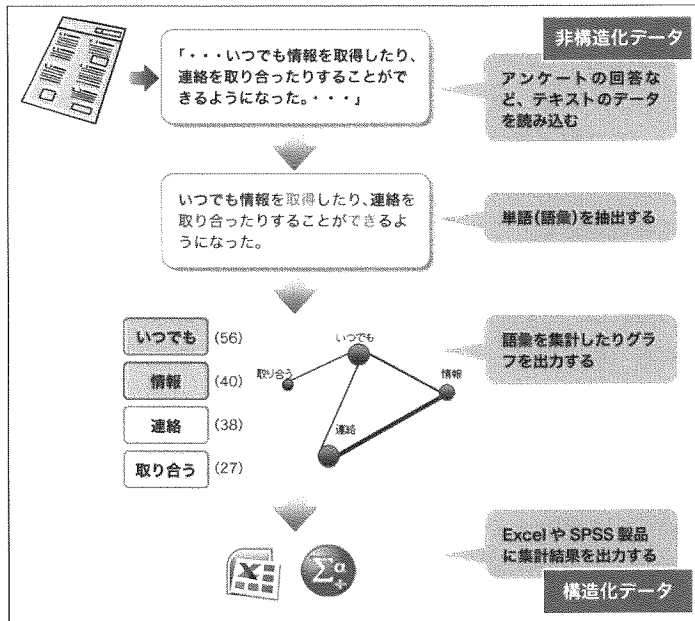 非構造化データ
「・・・いつでも情報を取得したり、
連絡を取り合ったりすることがで
きるようになった。・・・」
アンケートの回答な
ど、テキストのデータ
を読み込む
いつでも情報を取得したり、連絡を
取り合ったりすることができるよ
うになった。
単語(語彙)を抽出する
いつでも (56)
情報 (40)
連絡 (38)
取り合う (27)
いつでも
取り合う
情報
連絡
語彙を集計したりグラ
フを出力する
Excel や SPSS 製品
に集計結果を出力する
構造化データ
X
Σα+